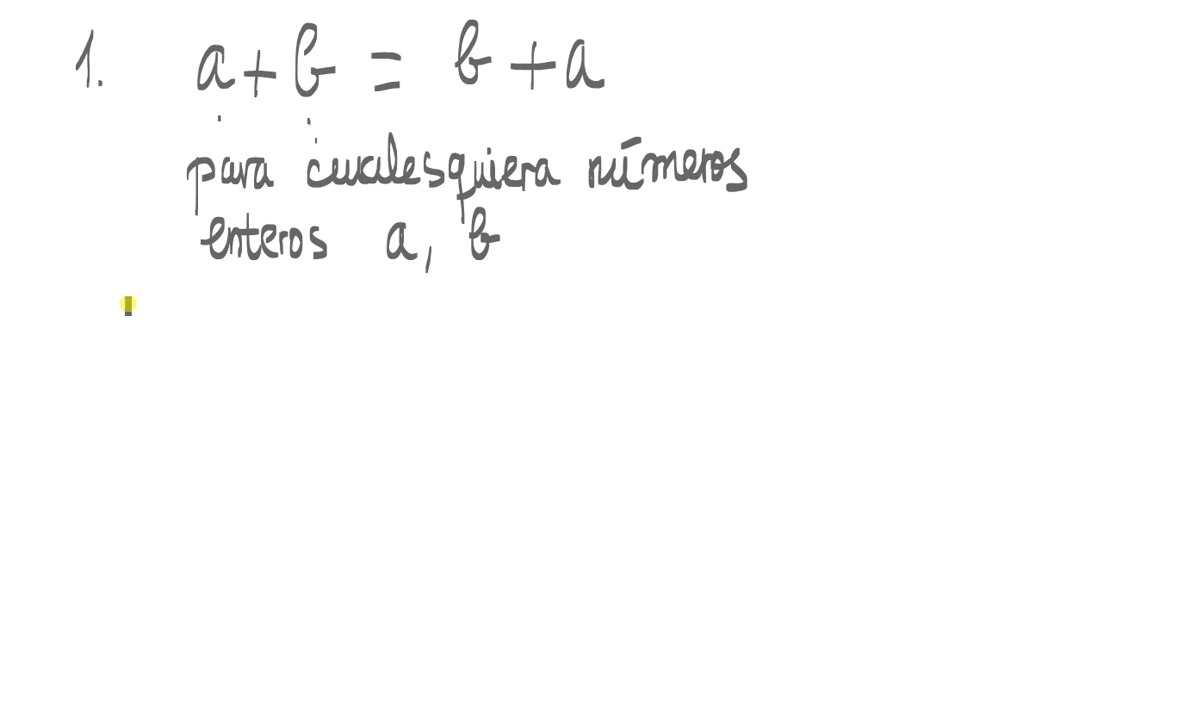 1. a + b = b + a
para cualesquiera números
enteros a, b